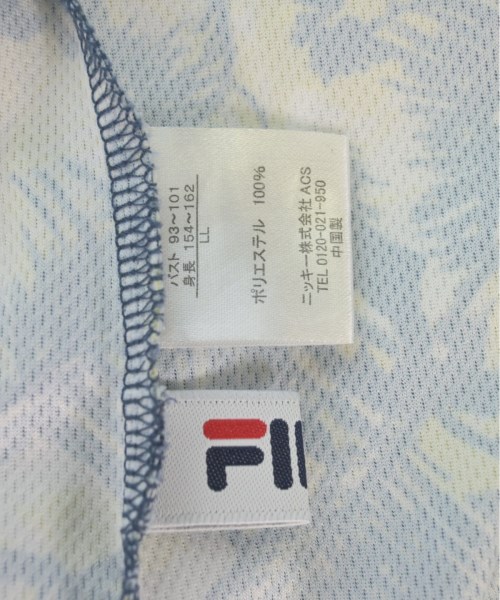 バスト 93～101
身長 154～162
LL
ポリエステル 100%
ニッキー株式会社 ACS
TEL 0120-021-950
中国製
FI